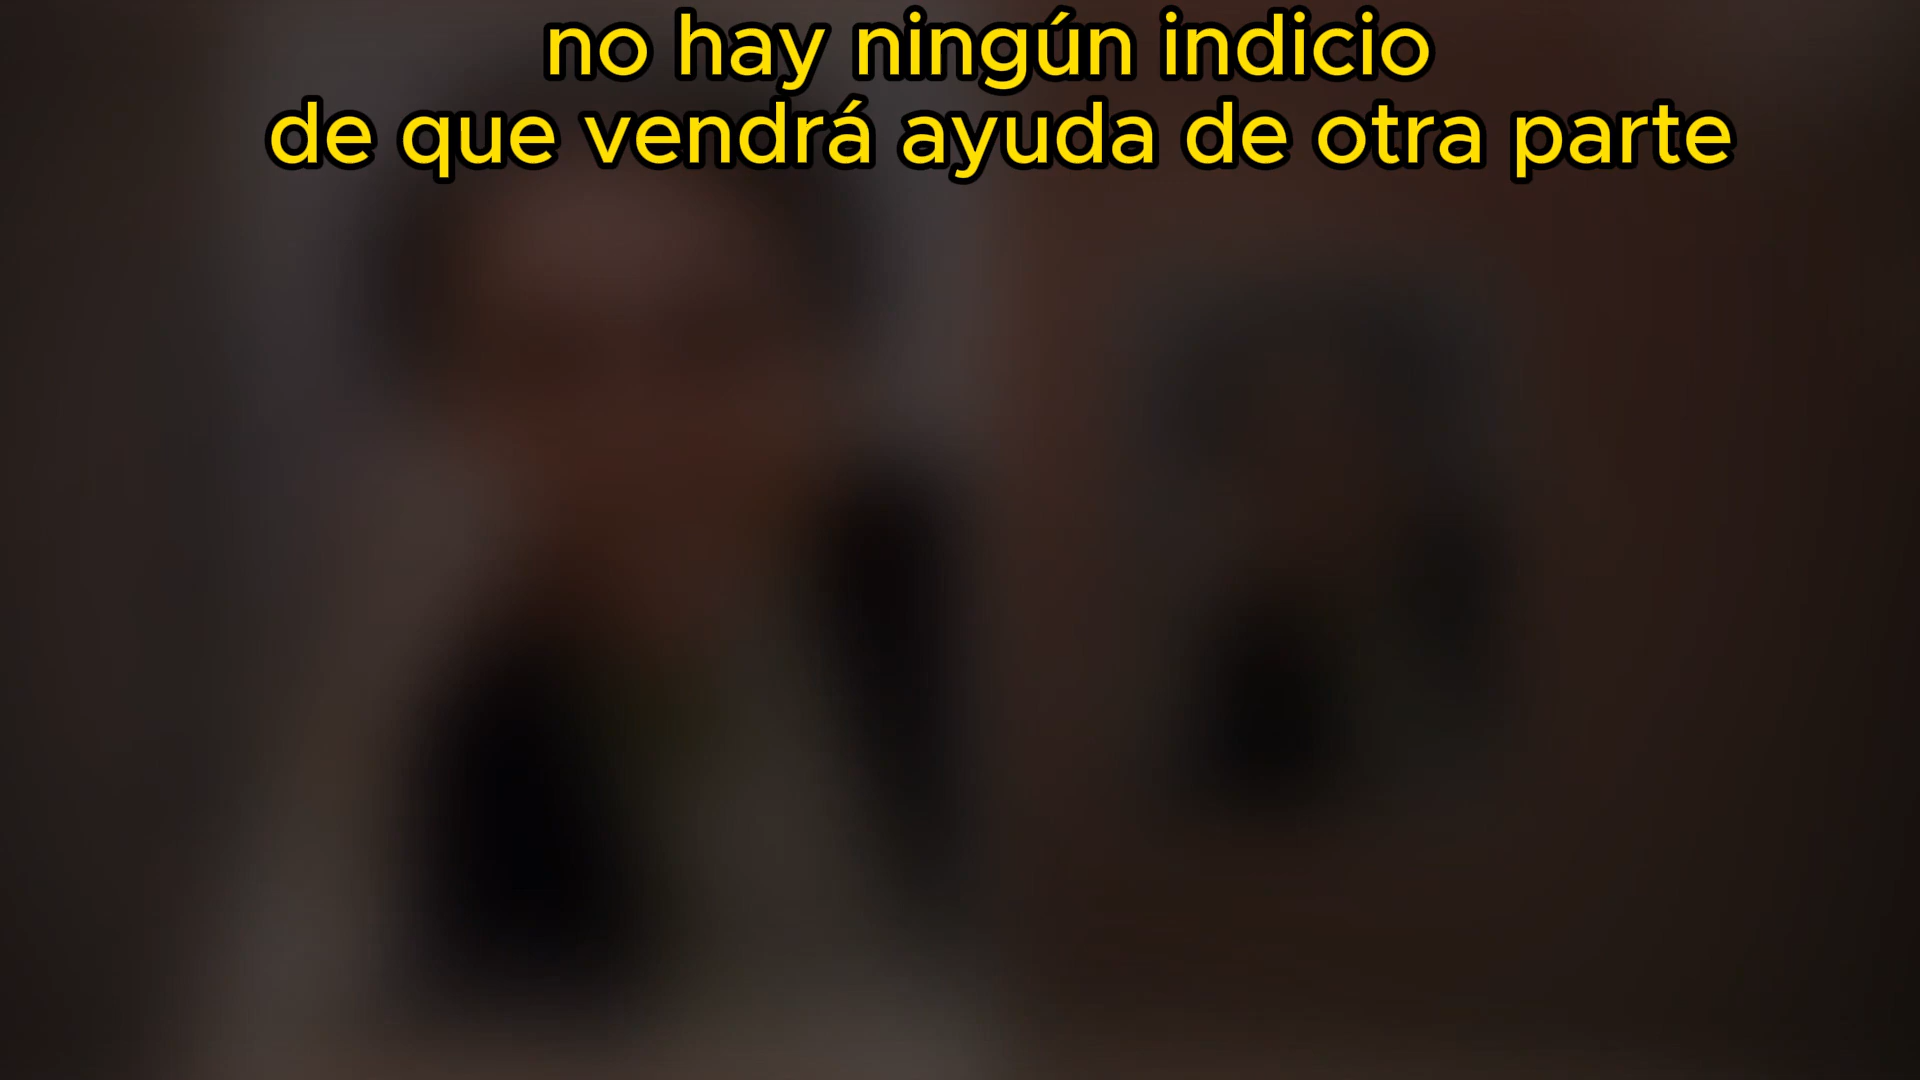 no hay ningún indicio
de que vendrá ayuda de otra parte